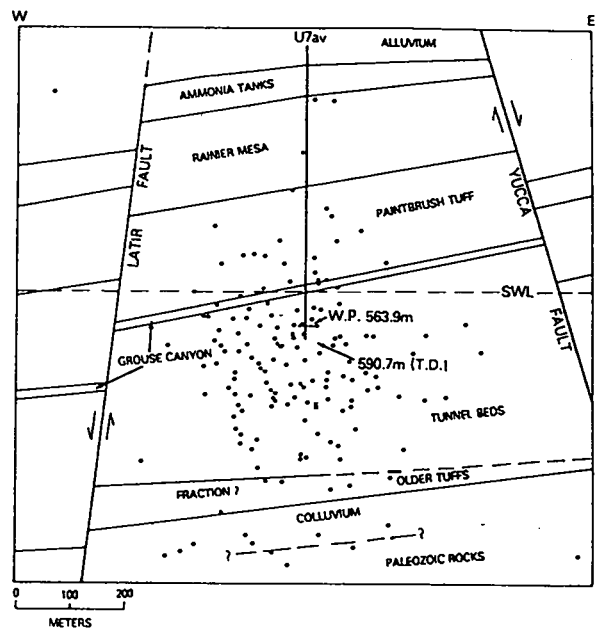 W
E
U7av
ALLUVIUM
AMMONIA TANKS
RAINIER MESA
FAULT
LATIR
PAINTBRUSH TUFF
YUCCA
FAULT
SWL
W.P. 563.9m
590.7m (T.D.)
GROUSE CANYON
TUNNEL BEDS
FRACTION ?
OLDER TUFFS
COLLUVIUM
?
?
PALEOZOIC ROCKS
0 100 200
METERS